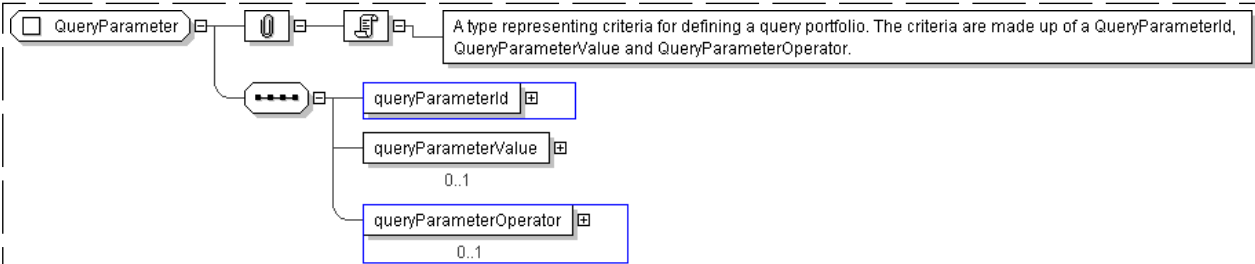 QueryParameter
A type representing criteria for defining a query portfolio. The criteria are made up of a QueryParameterId,
QueryParameterValue and QueryParameterOperator.
queryParameterId
queryParameterValue
0..1
queryParameterOperator
0..1